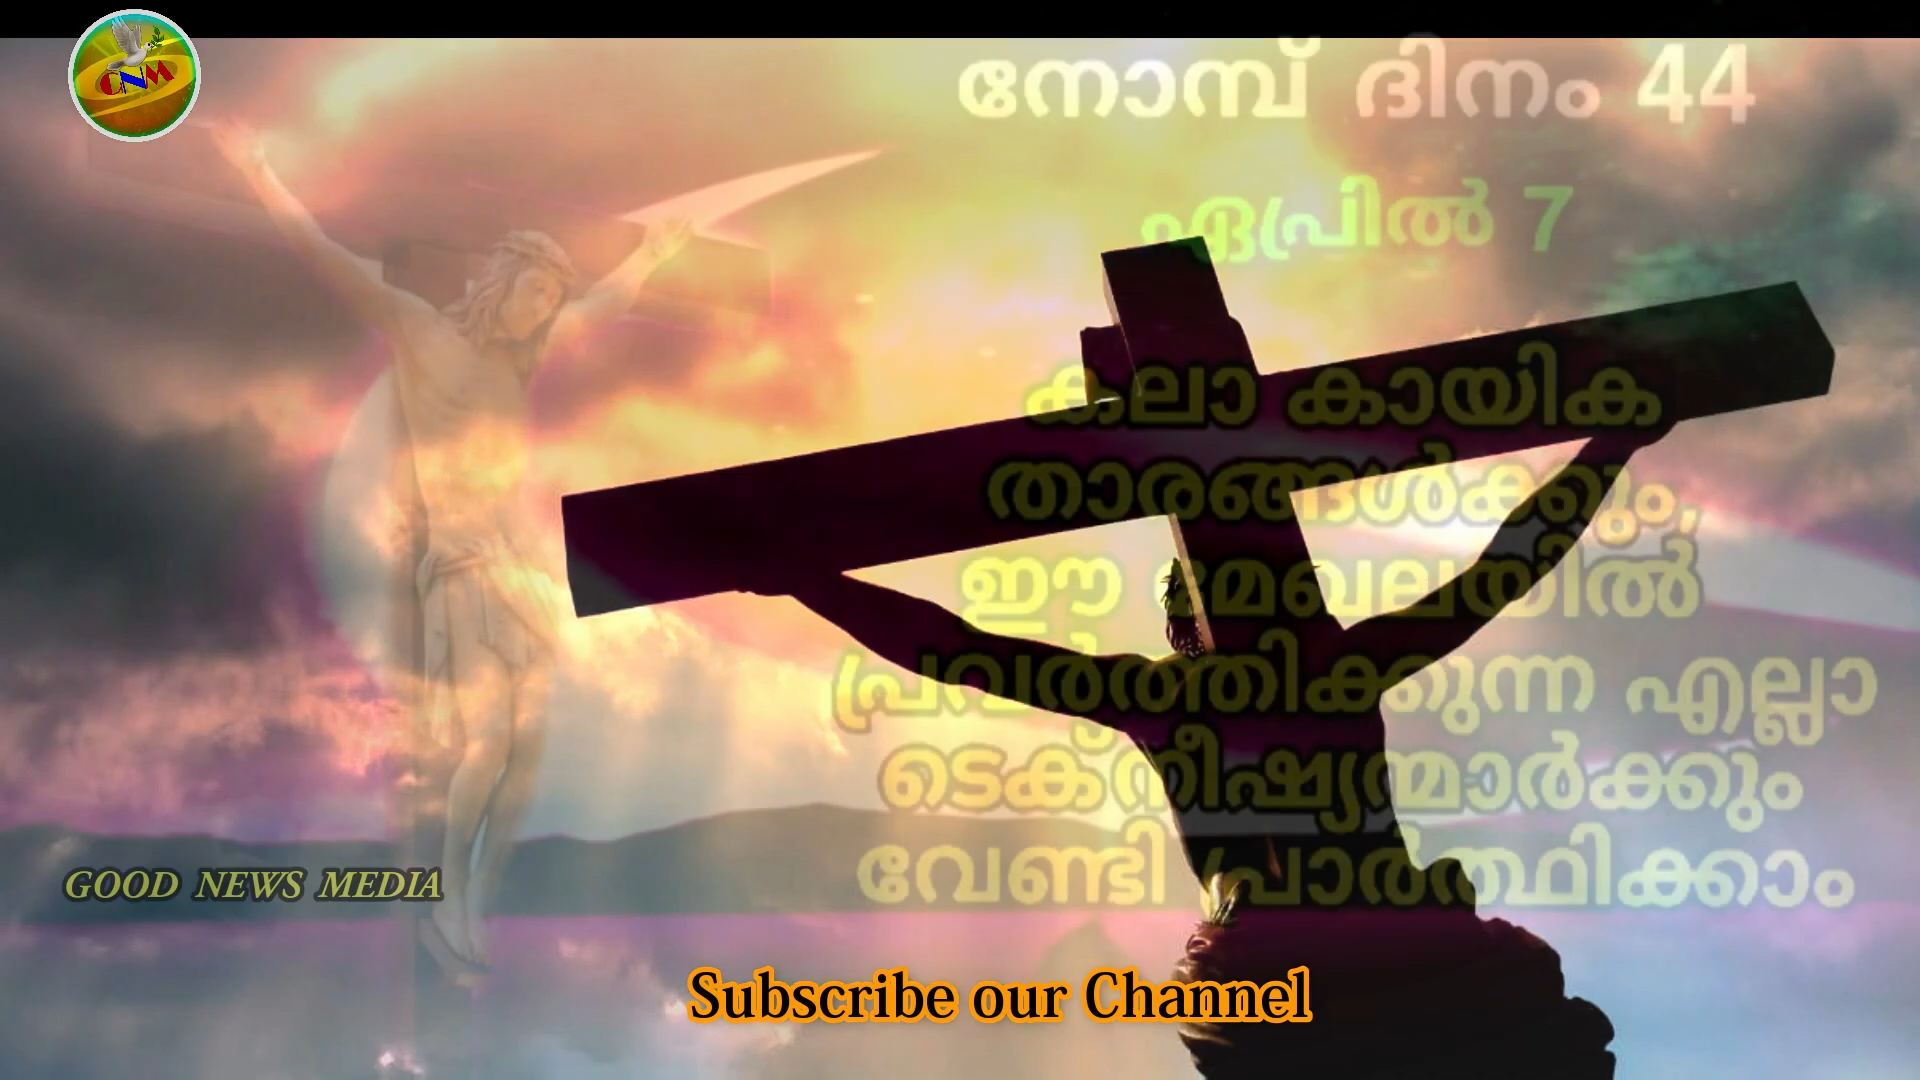 GNM
നോമ്പ് ദിനം 44
ഏപ്രിൽ 7
കലാ കായിക
താരങ്ങൾക്കും,
ഈ മേഖലയിൽ
പ്രവർത്തിക്കുന്ന എല്ലാ
ടെക്നീഷ്യന്മാർക്കും
വേണ്ടി പ്രാർത്ഥിക്കാം
GOOD NEWS MEDIA
Subscribe our Channel